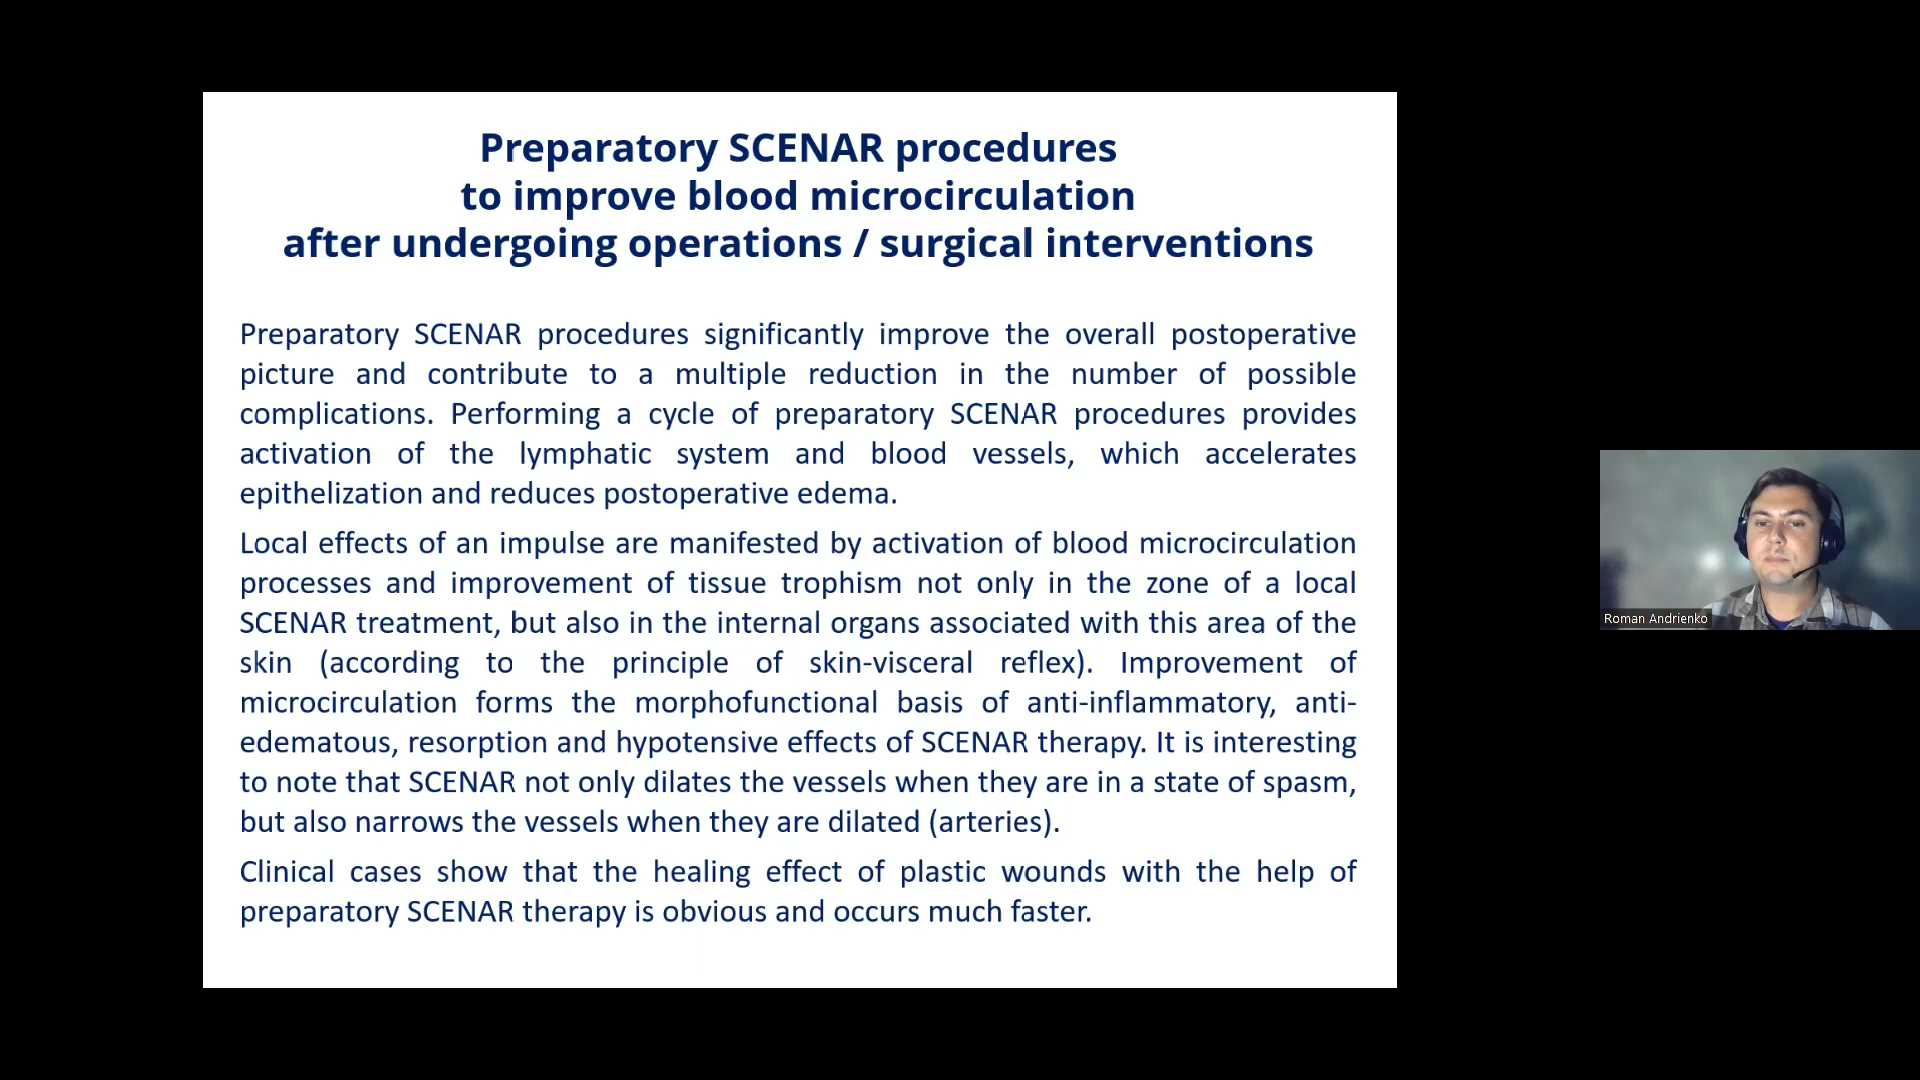 Preparatory SCENAR procedures
to improve blood microcirculation
after undergoing operations / surgical interventions
Preparatory SCENAR procedures significantly improve the overall postoperative
picture and contribute to a multiple reduction in the number of possible
complications. Performing a cycle of preparatory SCENAR procedures provides
activation of the lymphatic system and blood vessels, which accelerates
epithelization and reduces postoperative edema.
Local effects of an impulse are manifested by activation of blood microcirculation
processes and improvement of tissue trophism not only in the zone of a local
SCENAR treatment, but also in the internal organs associated with this area of the
skin (according to the principle of skin-visceral reflex). Improvement of
microcirculation forms the morphofunctional basis of anti-inflammatory, anti-
edematous, resorption and hypotensive effects of SCENAR therapy. It is interesting
to note that SCENAR not only dilates the vessels when they are in a state of spasm,
but also narrows the vessels when they are dilated (arteries).
Clinical cases show that the healing effect of plastic wounds with the help of
preparatory SCENAR therapy is obvious and occurs much faster.
Roman Andrienko